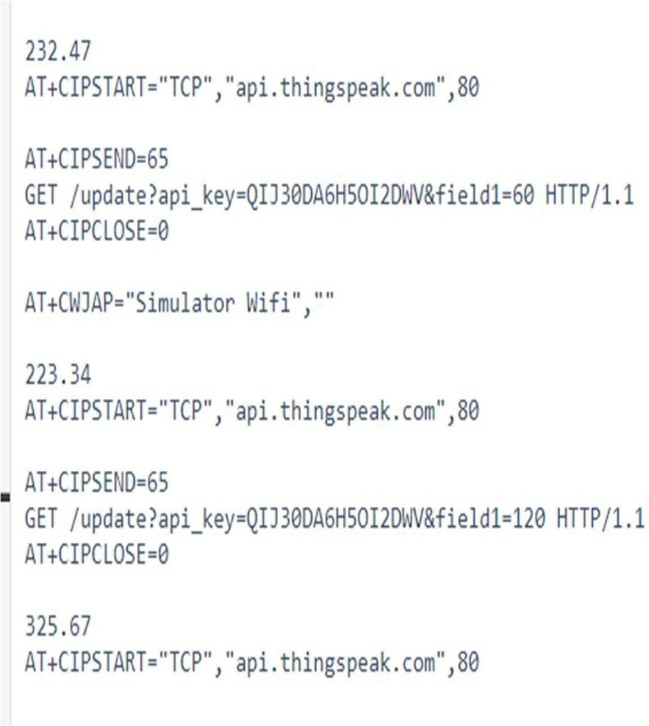 232.47
AT+CIPSTART="TCP","api.thingspeak.com",80
AT+CIPSEND=65
GET /update?api_key=QIJ30DA6H5OI2DWV&field1=60 HTTP/1.1
AT+CIPCLOSE=0
AT+CWJAP="Simulator Wifi",""
223.34
AT+CIPSTART="TCP","api.thingspeak.com",80
AT+CIPSEND=65
GET /update?api_key=QIJ30DA6H5OI2DWV&field1=120 HTTP/1.1
AT+CIPCLOSE=0
325.67
AT+CIPSTART="TCP","api.thingspeak.com",80